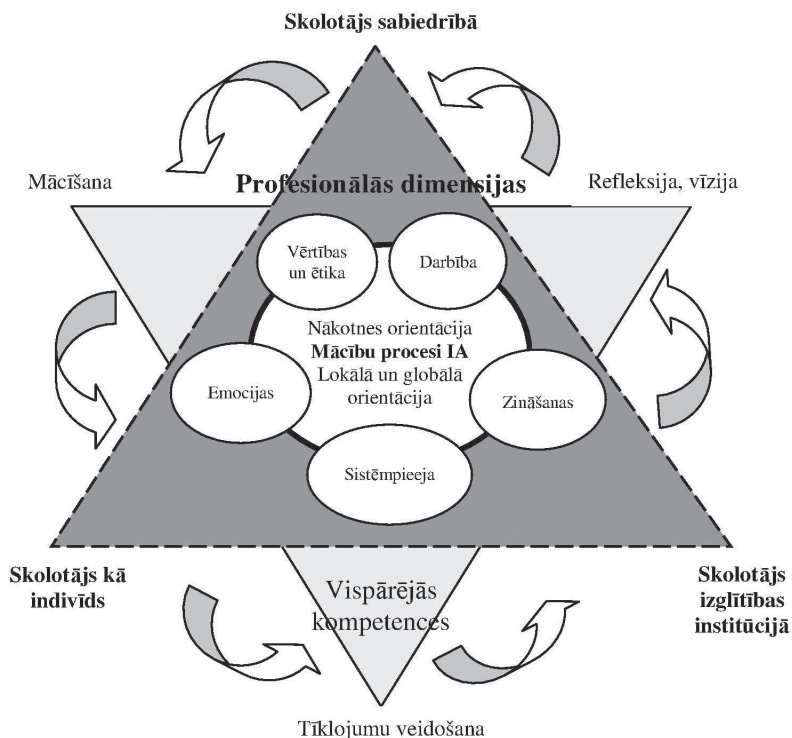 Skolotājs sabiedrībā
Mācīšana
Profesionālās dimensijas
Refleksija, vīzija
Vērtības
un ētika
Darbība
Nākotnes orientācija
Mācību procesi IA
Lokālā un globālā
orientācija
Emocijas
Zināšanas
Sistēmpieeja
Skolotājs kā
indivīds
Vispārējās
kompetences
Skolotājs
izglītības
institūcijā
Tīklojumu veidošana